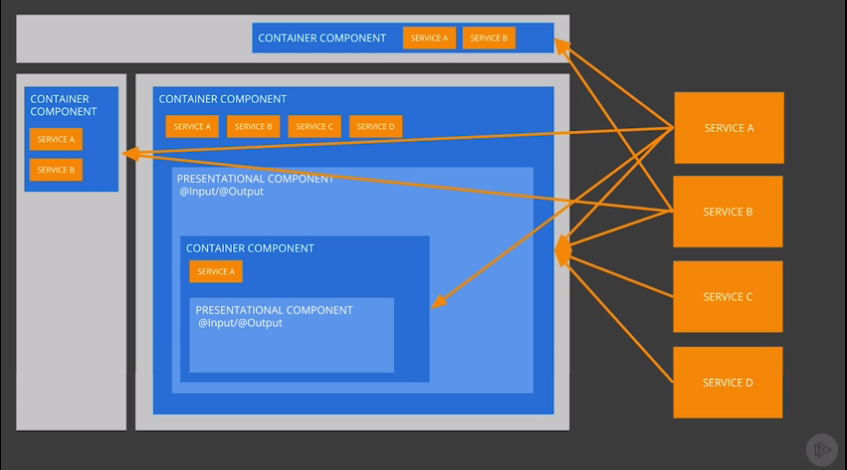 CONTAINER COMPONENT
SERVICE A
SERVICE B
CONTAINER
COMPONENT
SERVICE A
SERVICE B
CONTAINER COMPONENT
SERVICE A
SERVICE B
SERVICE C
SERVICE D
PRESENTATIONAL COMPONENT
@Input/@Output
CONTAINER COMPONENT
SERVICE A
PRESENTATIONAL COMPONENT
@Input/@Output
SERVICE A
SERVICE B
SERVICE C
SERVICE D